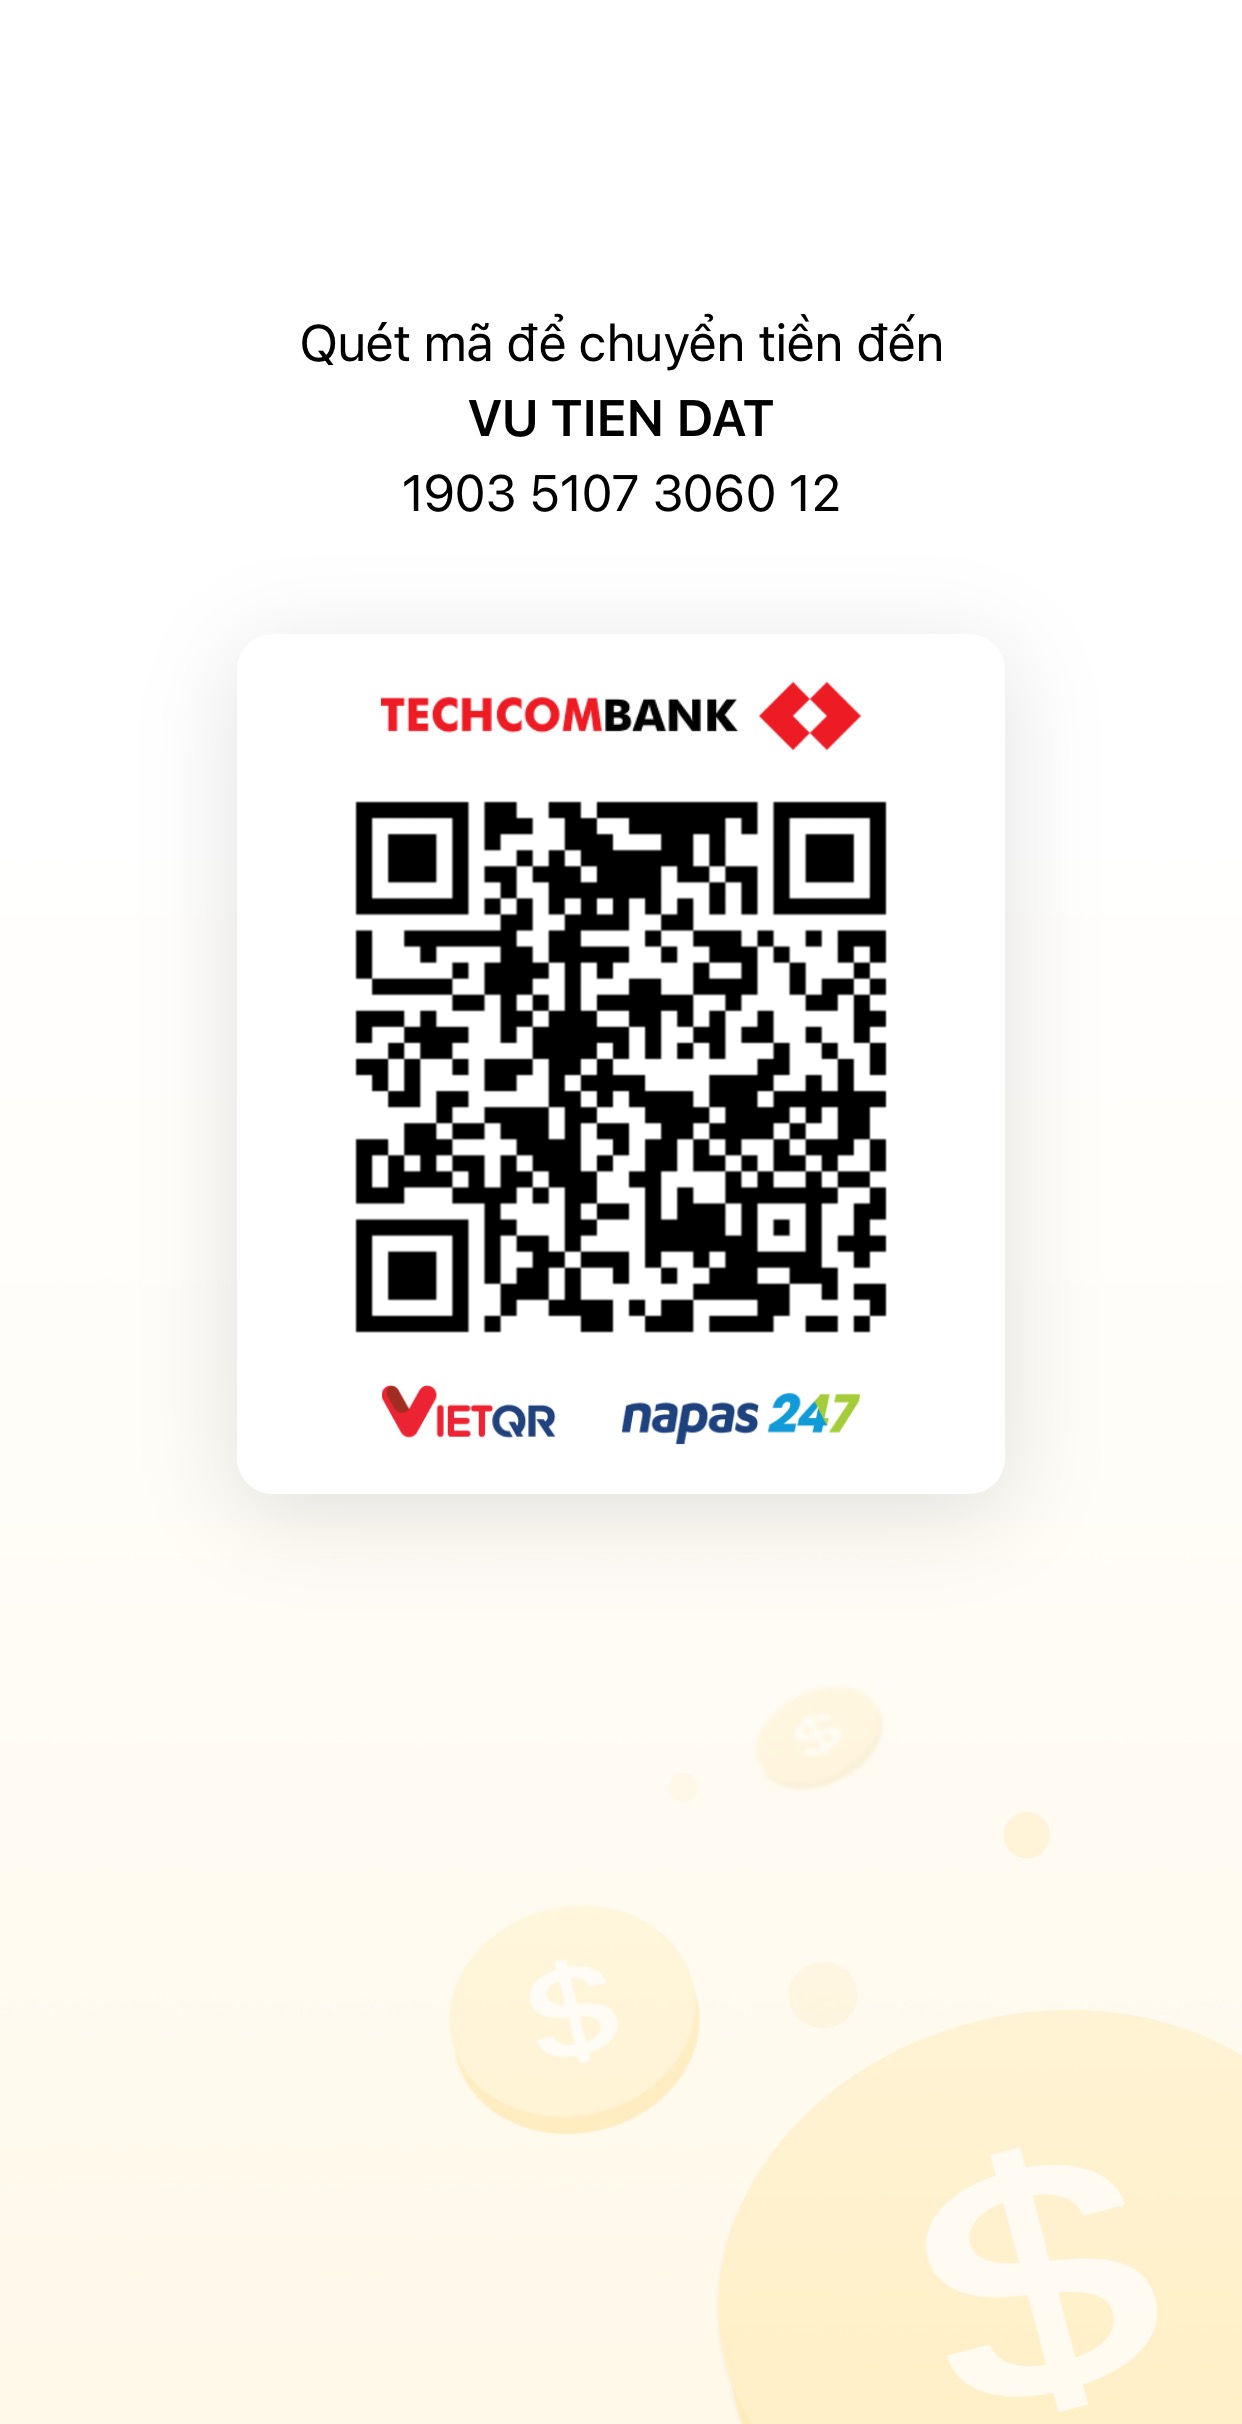 Quét mã để chuyển tiền đến
VU TIEN DAT
1903 5107 3060 12
TECHCOMBANK
VIETQR
napas 247
$
$
$